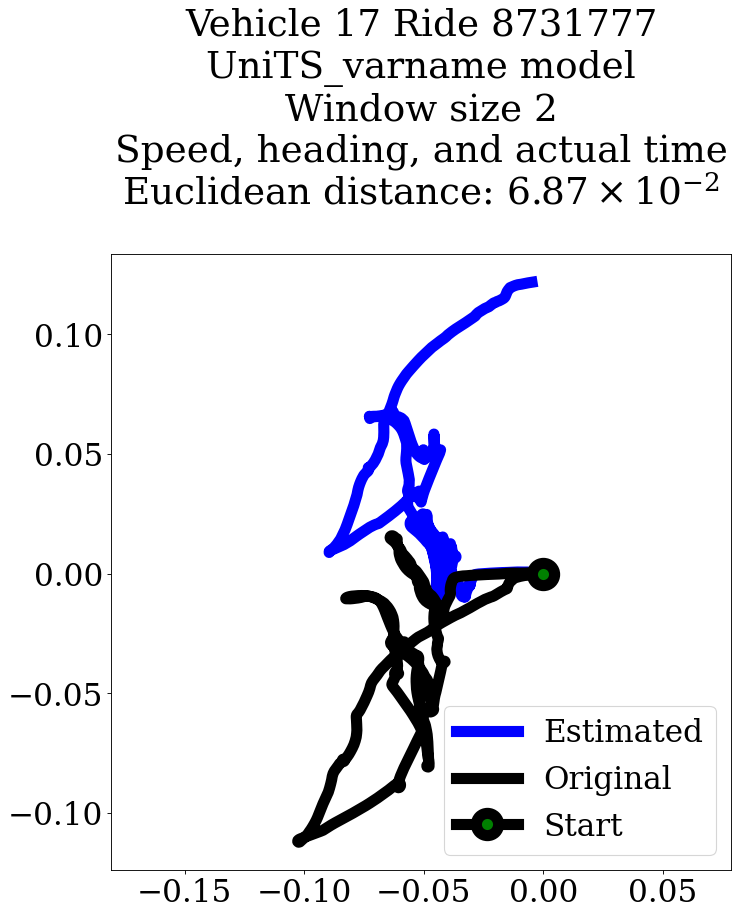 Vehicle 17 Ride 8731777
UniTS_varname model
Window size 2
Speed, heading, and actual time
Euclidean distance: 6.87 × 10⁻²
0.10
0.05
0.00
−0.05
−0.10
Estimated
Original
Start
−0.15 −0.10 −0.05 0.00 0.05